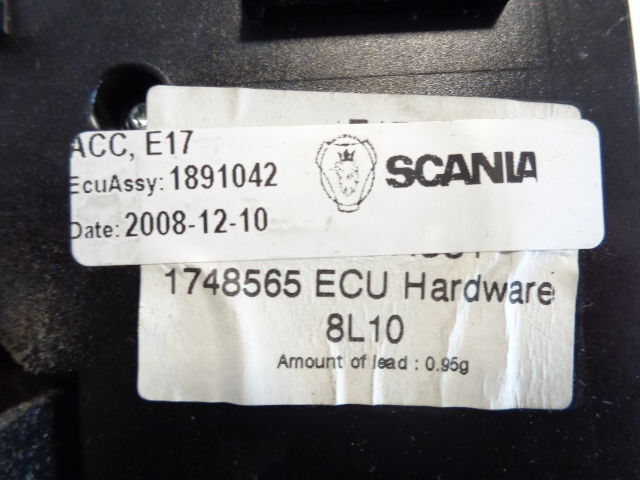 ACC, E17
EcuAssy: 1891042
SCANIA
Date: 2008-12-10
1748565 ECU Hardware
8L10
Amount of lead : 0.95g